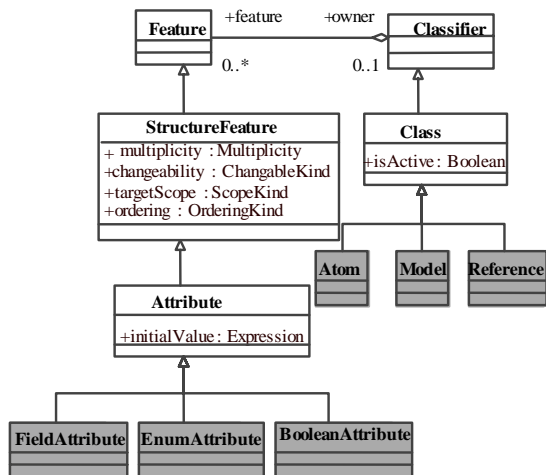 Feature
+feature
+owner
Classifier
0..*
0..1
StructureFeature
+ multiplicity : Multiplicity
+changeability : ChangableKind
+targetScope : ScopeKind
+ordering : OrderingKind
Class
+isActive : Boolean
Atom
Model
Reference
Attribute
+initialValue : Expression
FieldAttribute
EnumAttribute
BooleanAttribute